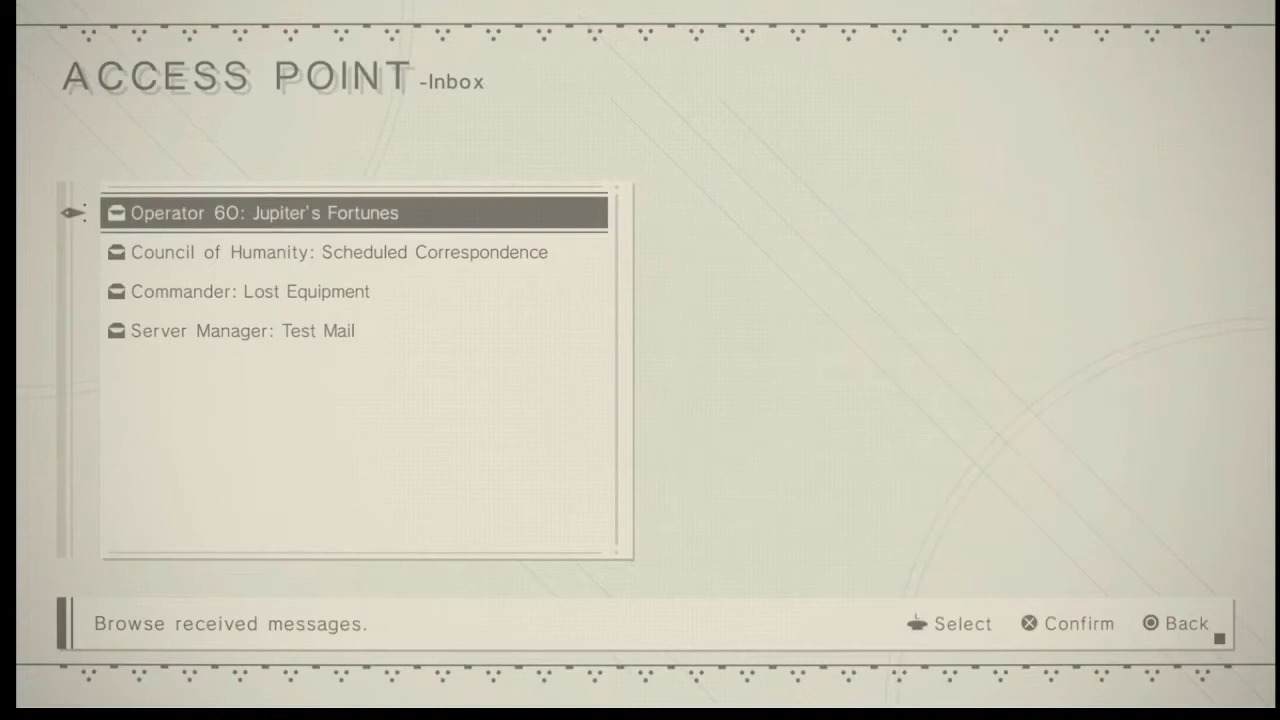 ACCESS POINT -Inbox
Operator 6O: Jupiter's Fortunes
Council of Humanity: Scheduled Correspondence
Commander: Lost Equipment
Server Manager: Test Mail
Browse received messages.
Select Confirm Back